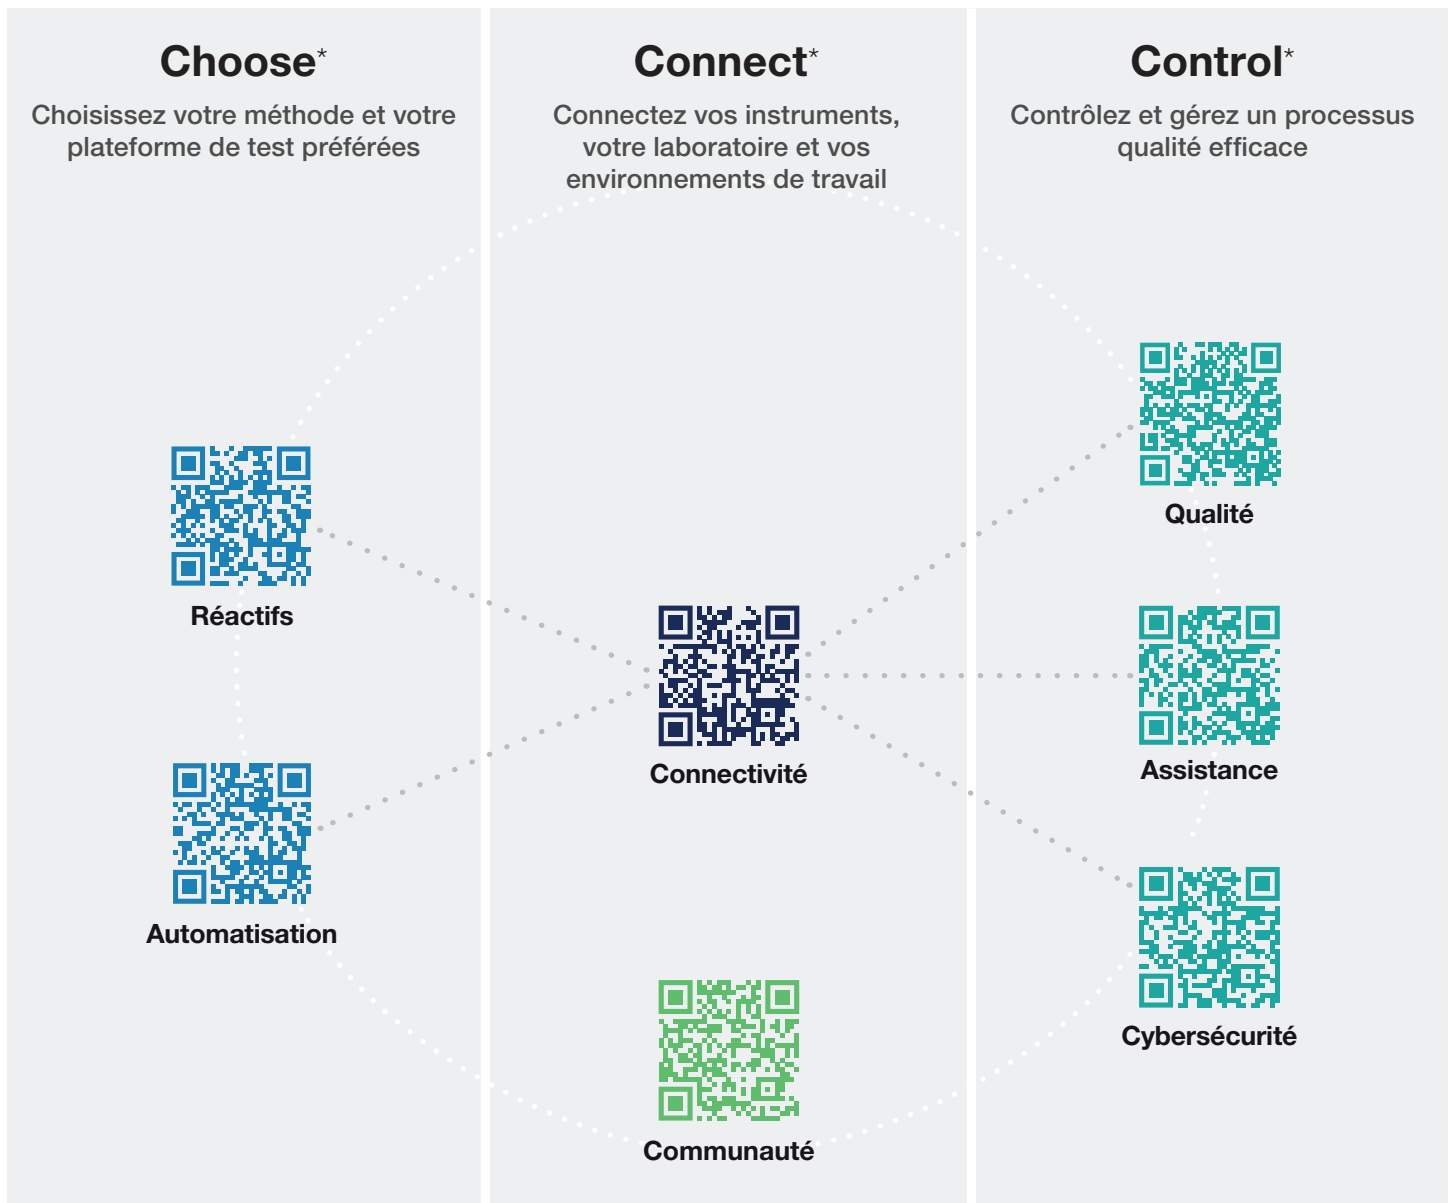 Choose*
Choisissez votre méthode et votre
plateforme de test préférées
Réactifs
Automatisation
Connect*
Connectez vos instruments,
votre laboratoire et vos
environnements de travail
Connectivité
Communauté
Control*
Contrôlez et gérez un processus
qualité efficace
Qualité
Assistance
Cybersécurité